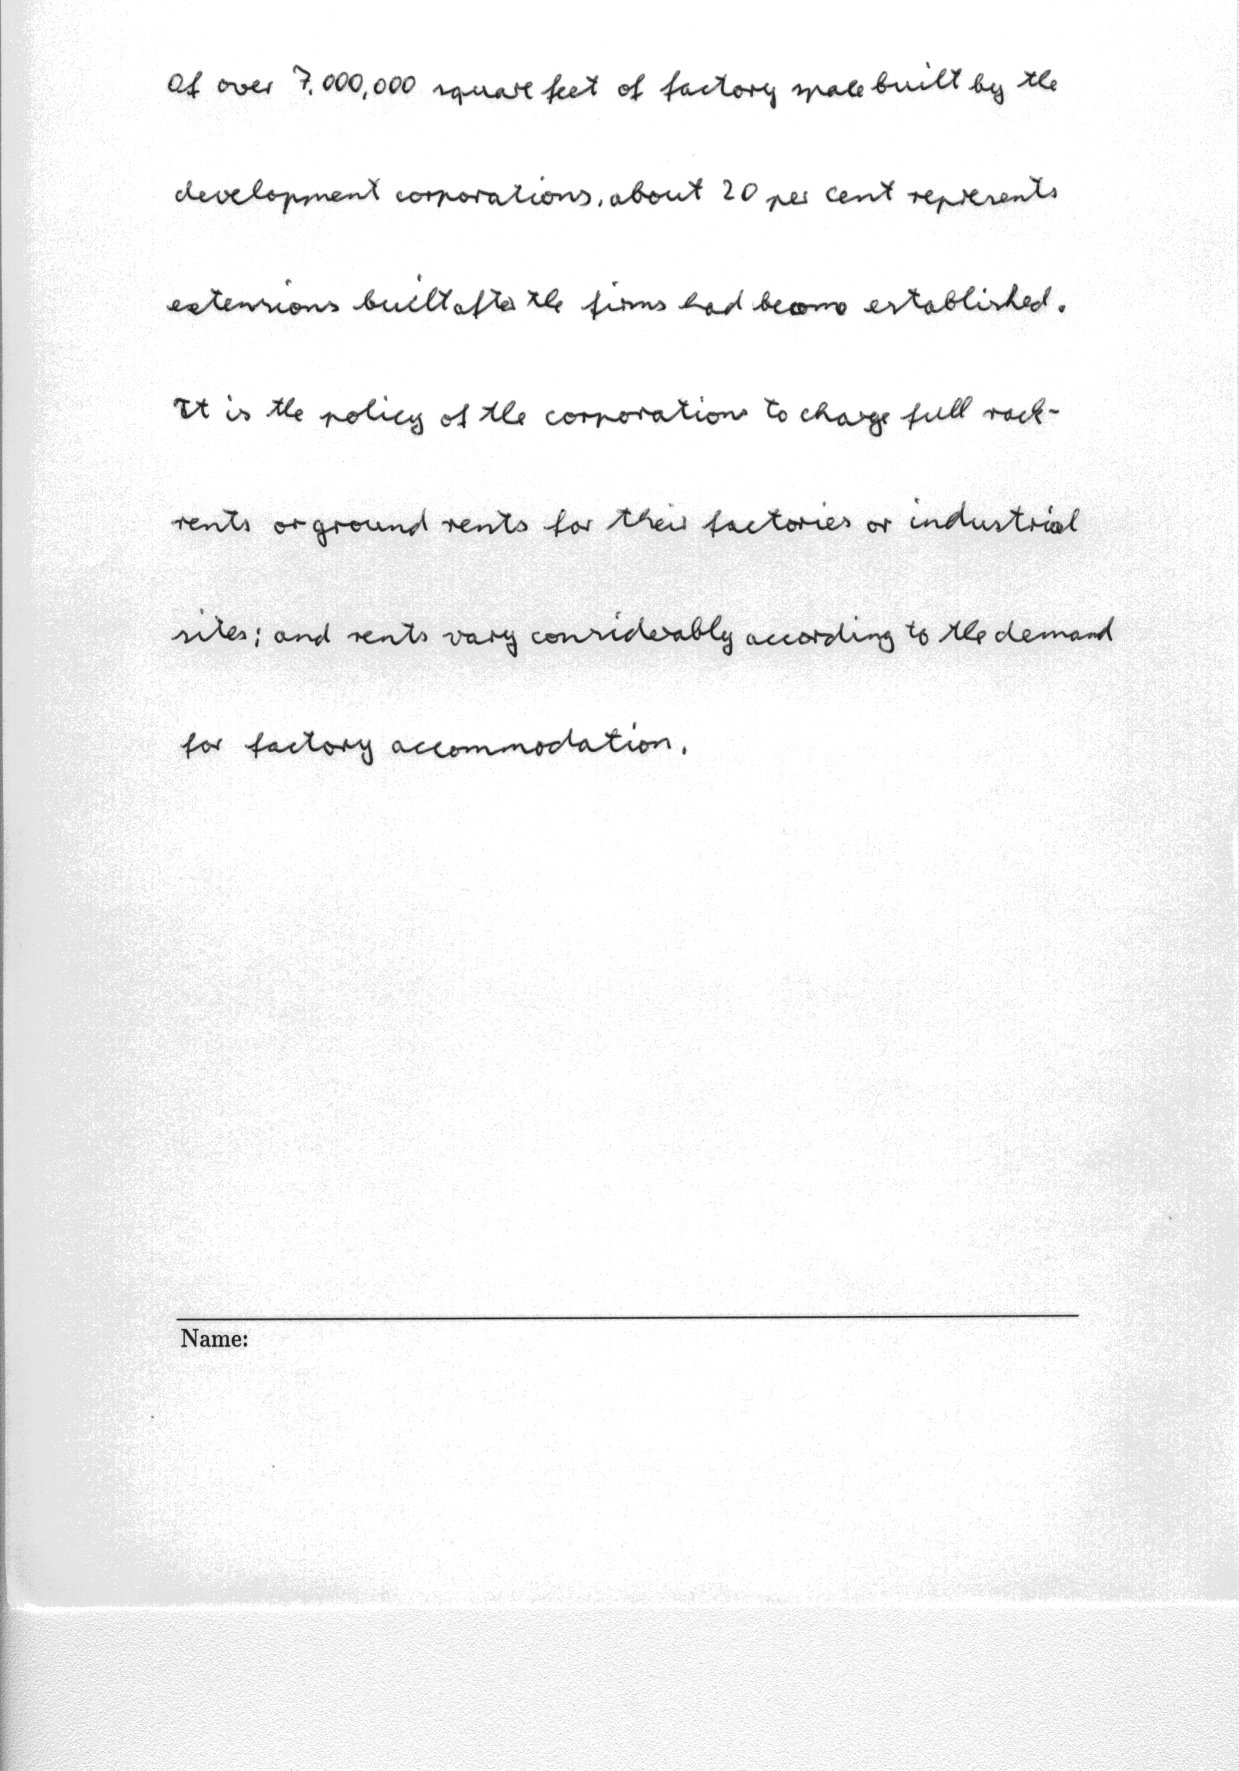 Of over 7,000,000 square feet of factory space built by the
development corporations, about 20 per cent represents
extensions built after the firms had become established.
It is the policy of the corporations to charge full rack-
rents or ground rents for their factories or industrial
sites; and rents vary considerably according to the demand
for factory accommodation.
Name: